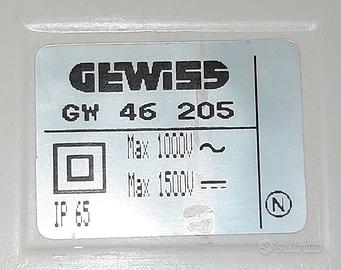 GEWISS
GW 46 205
Max 1000V ~
Max 1500V ⎓
IP 65
N
subito